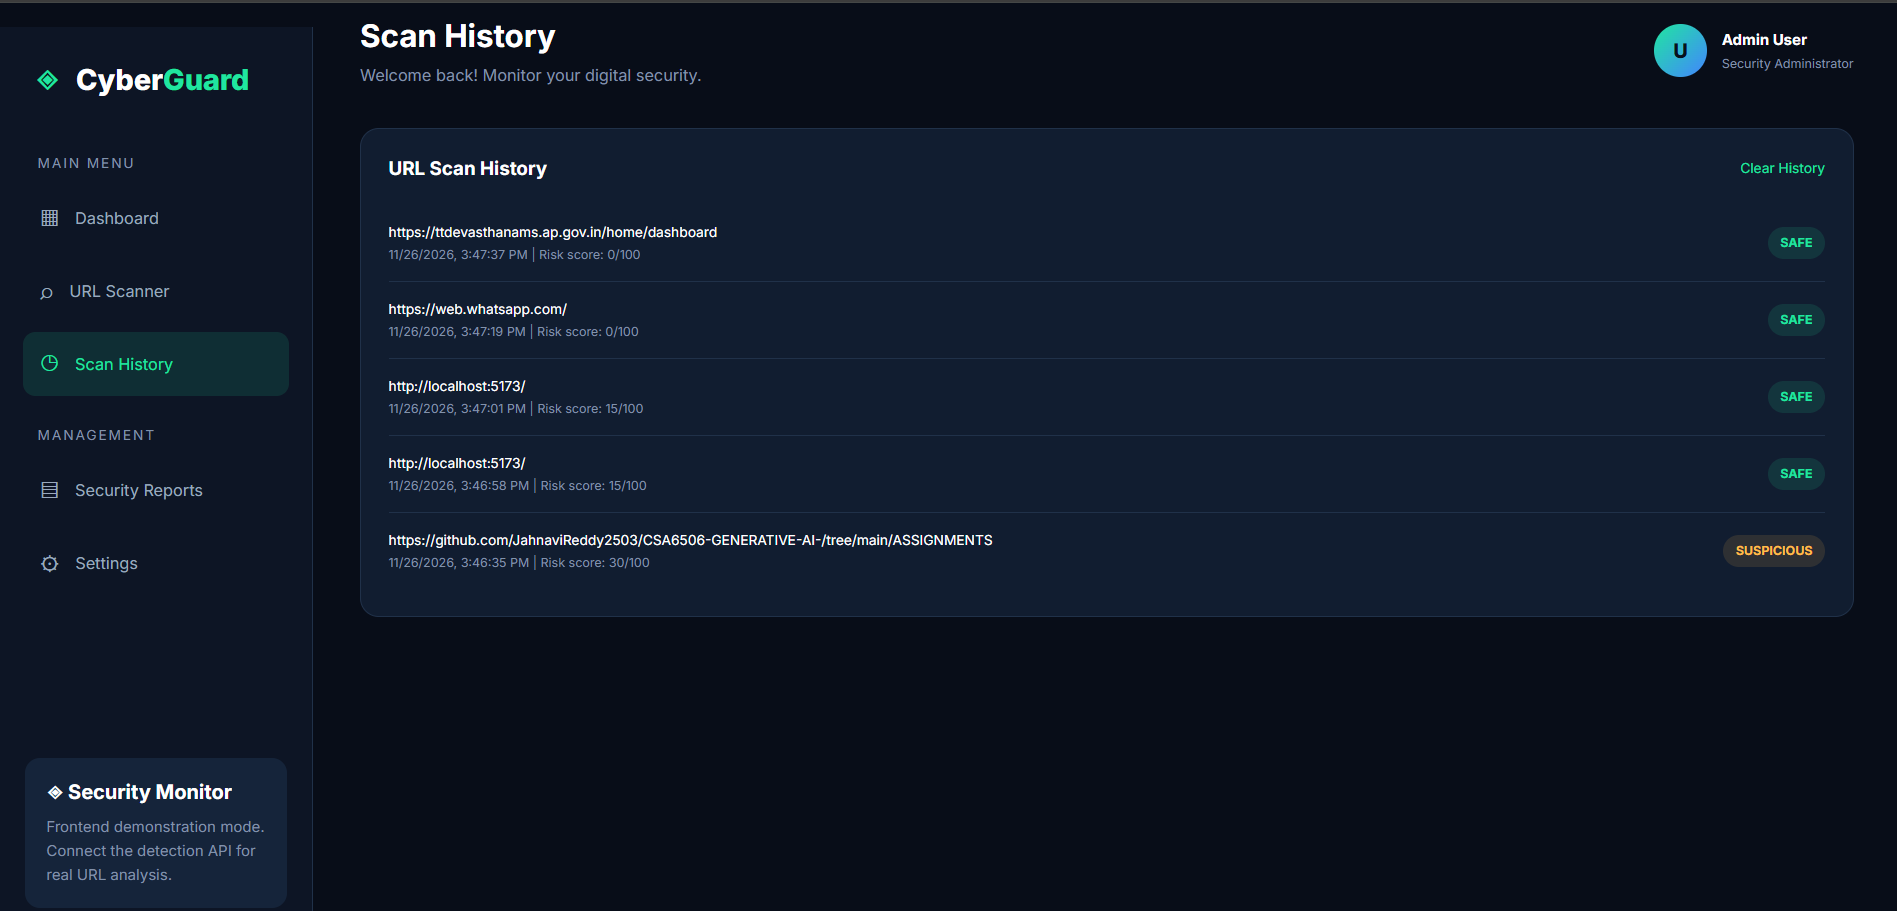 CyberGuard
MAIN MENU
Dashboard
URL Scanner
Scan History
MANAGEMENT
Security Reports
Settings
Security Monitor
Frontend demonstration mode.
Connect the detection API for
real URL analysis.
Scan History
Welcome back! Monitor your digital security.
U
Admin User
Security Administrator
URL Scan History
Clear History
https://ttdevasthanams.ap.gov.in/home/dashboard
11/26/2026, 3:47:37 PM | Risk score: 0/100
SAFE
https://web.whatsapp.com/
11/26/2026, 3:47:19 PM | Risk score: 0/100
SAFE
http://localhost:5173/
11/26/2026, 3:47:01 PM | Risk score: 15/100
SAFE
http://localhost:5173/
11/26/2026, 3:46:58 PM | Risk score: 15/100
SAFE
https://github.com/JahnaviReddy2503/CSA6506-GENERATIVE-AI-/tree/main/ASSIGNMENTS
11/26/2026, 3:46:35 PM | Risk score: 30/100
SUSPICIOUS